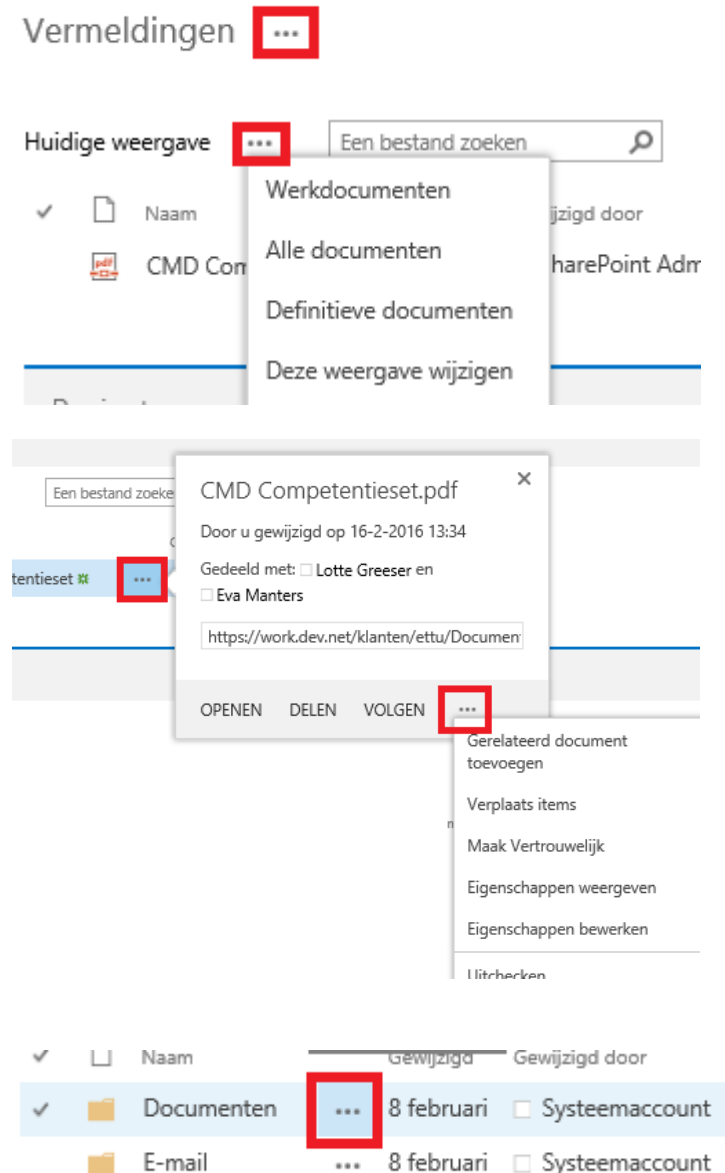 Vermeldingen ...
Huidige weergave ... Een bestand zoeken
Werkdocumenten
Naam jzigd door
Alle documenten
CMD Com harePoint Adm
Definitieve documenten
Deze weergave wijzigen
CMD Competentieset.pdf
Een bestand zoeke
Door u gewijzigd op 16-2-2016 13:34
Gedeeld met: Lotte Greeser en
tentieset ...
Eva Manters
https://work.dev.net/klanten/ettu/Documen
OPENEN DELEN VOLGEN ...
Gerelateerd document
toevoegen
Verplaats items
Maak Vertrouwelijk
Eigenschappen weergeven
Eigenschappen bewerken
Uitchecken
Naam Gewijzigd Gewijzigd door
Documenten ... 8 februari Systeemaccount
E-mail ... 8 februari Systeemaccount